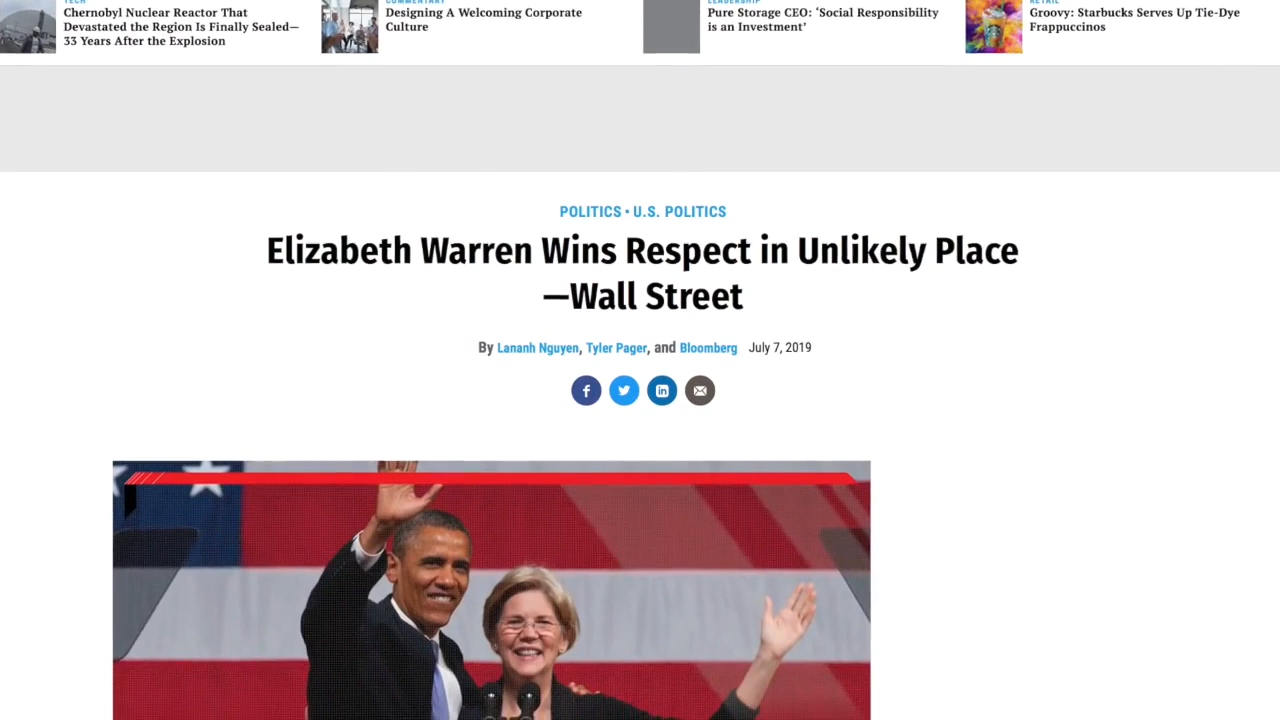 TECH
Chernobyl Nuclear Reactor That
Devastated the Region Is Finally Sealed—
33 Years After the Explosion
COMMENTARY
Designing A Welcoming Corporate
Culture
LEADERSHIP
Pure Storage CEO: ‘Social Responsibility
is an Investment’
RETAIL
Groovy: Starbucks Serves Up Tie-Dye
Frappuccinos
POLITICS • U.S. POLITICS
Elizabeth Warren Wins Respect in Unlikely Place
—Wall Street
By Lananh Nguyen, Tyler Pager, and Bloomberg July 7, 2019